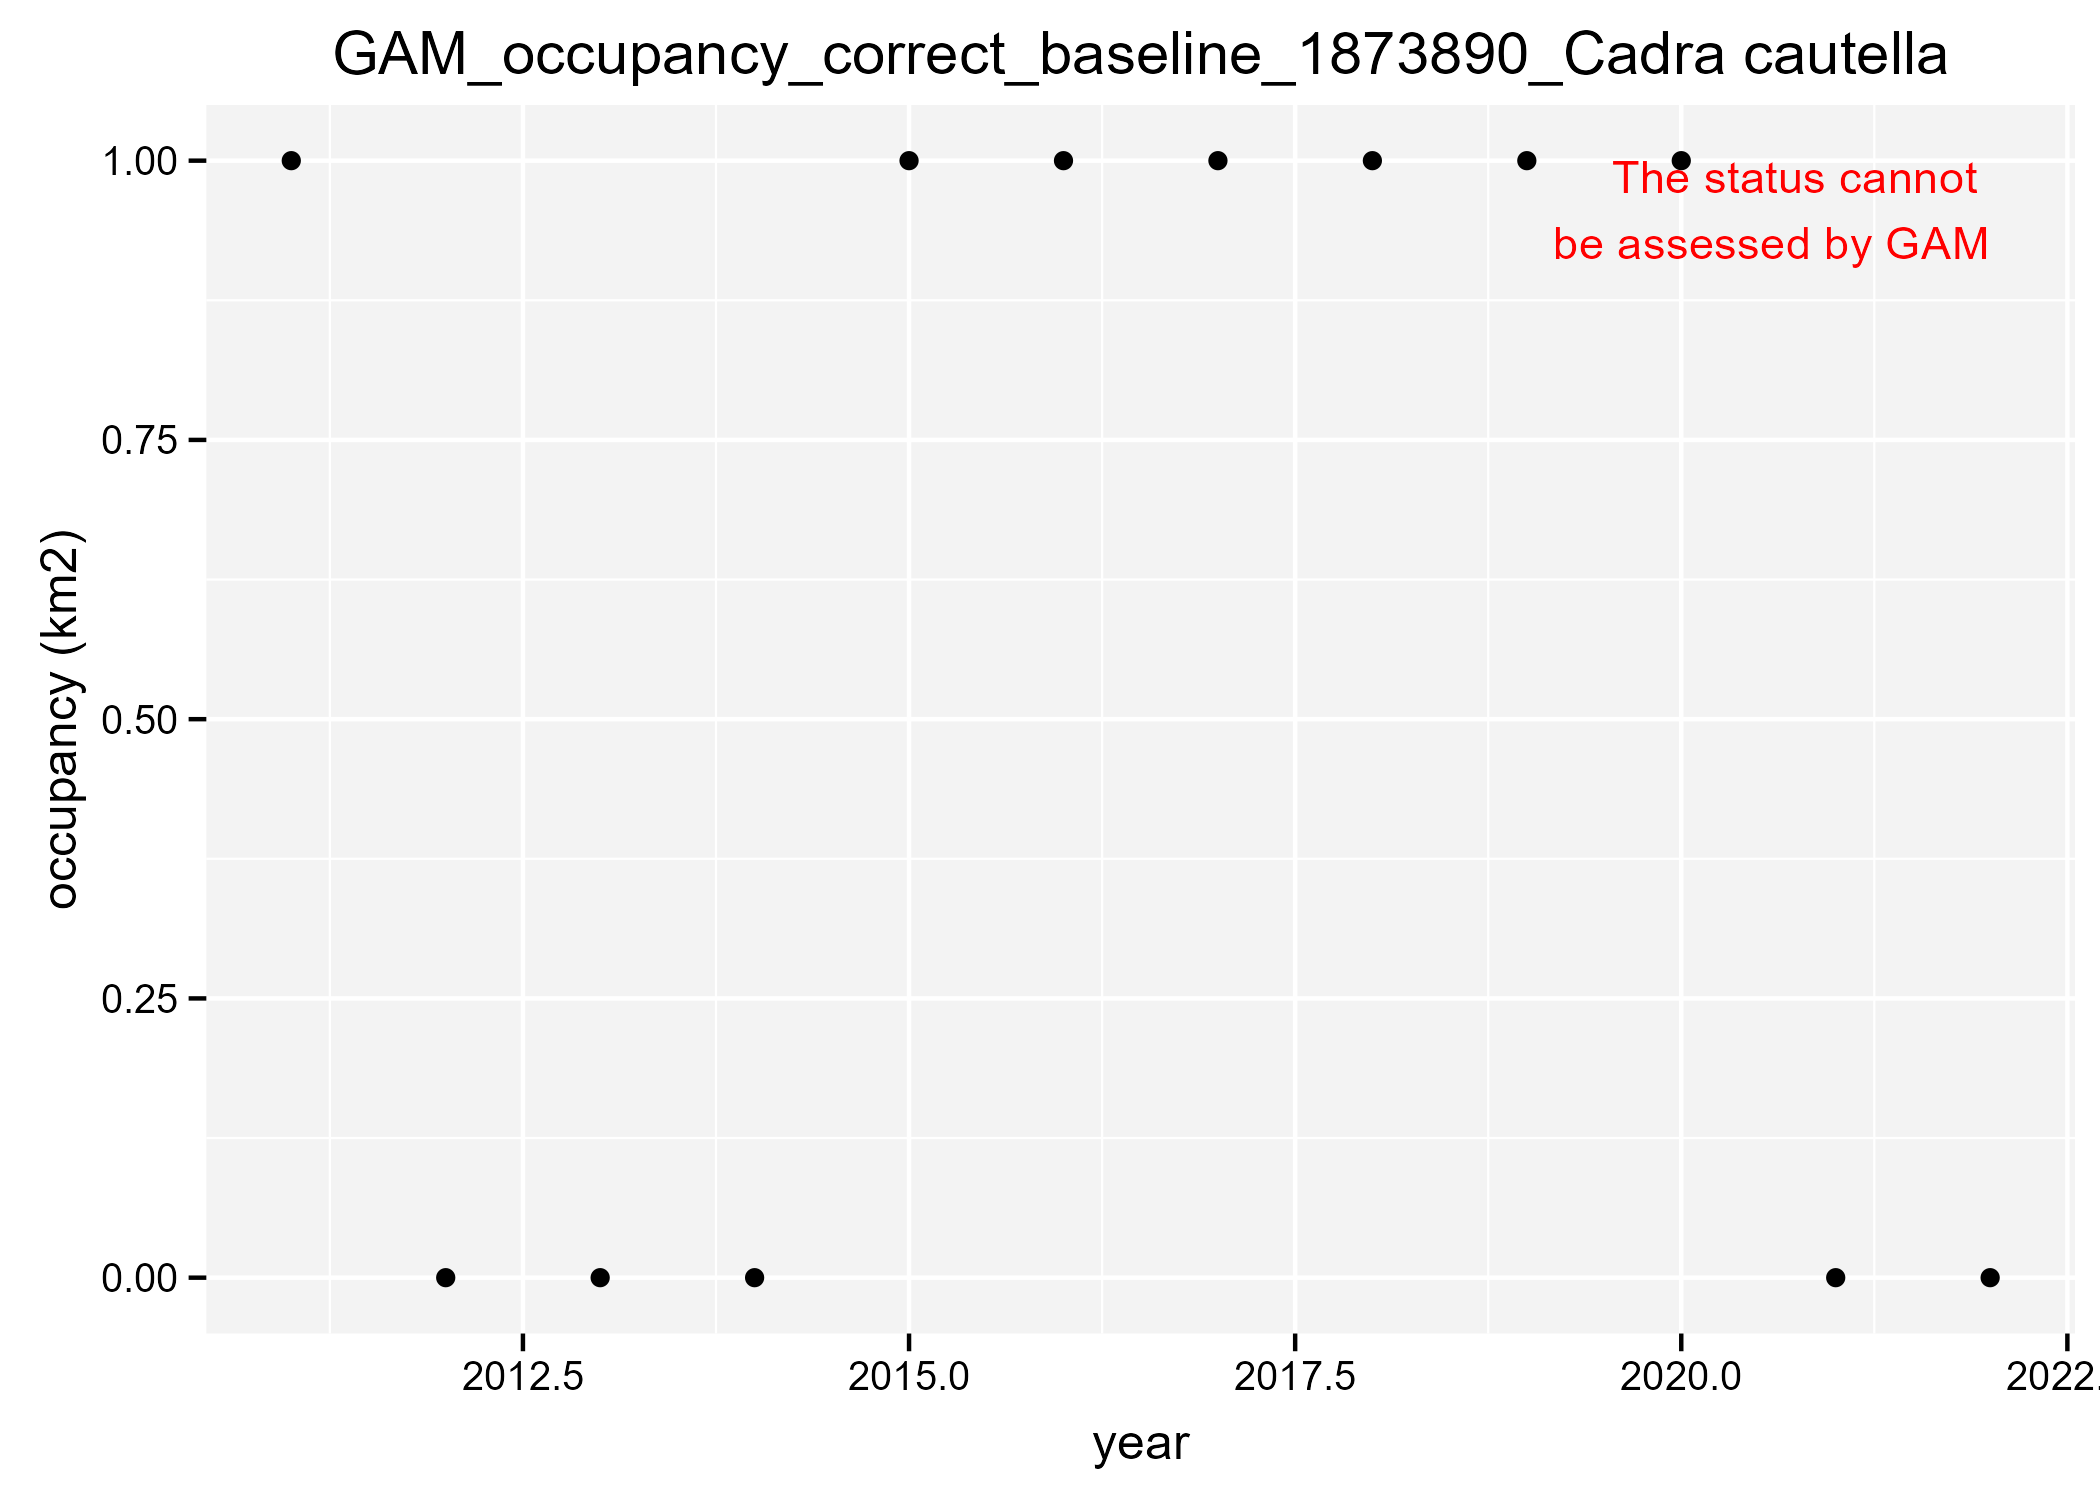 GAM_occupancy_correct_baseline_1873890_Cadra cautella
1.00
0.75
0.50
0.25
0.00
occupancy (km2)
The status cannot
be assessed by GAM
2012.5
2015.0
2017.5
2020.0
2022.
year